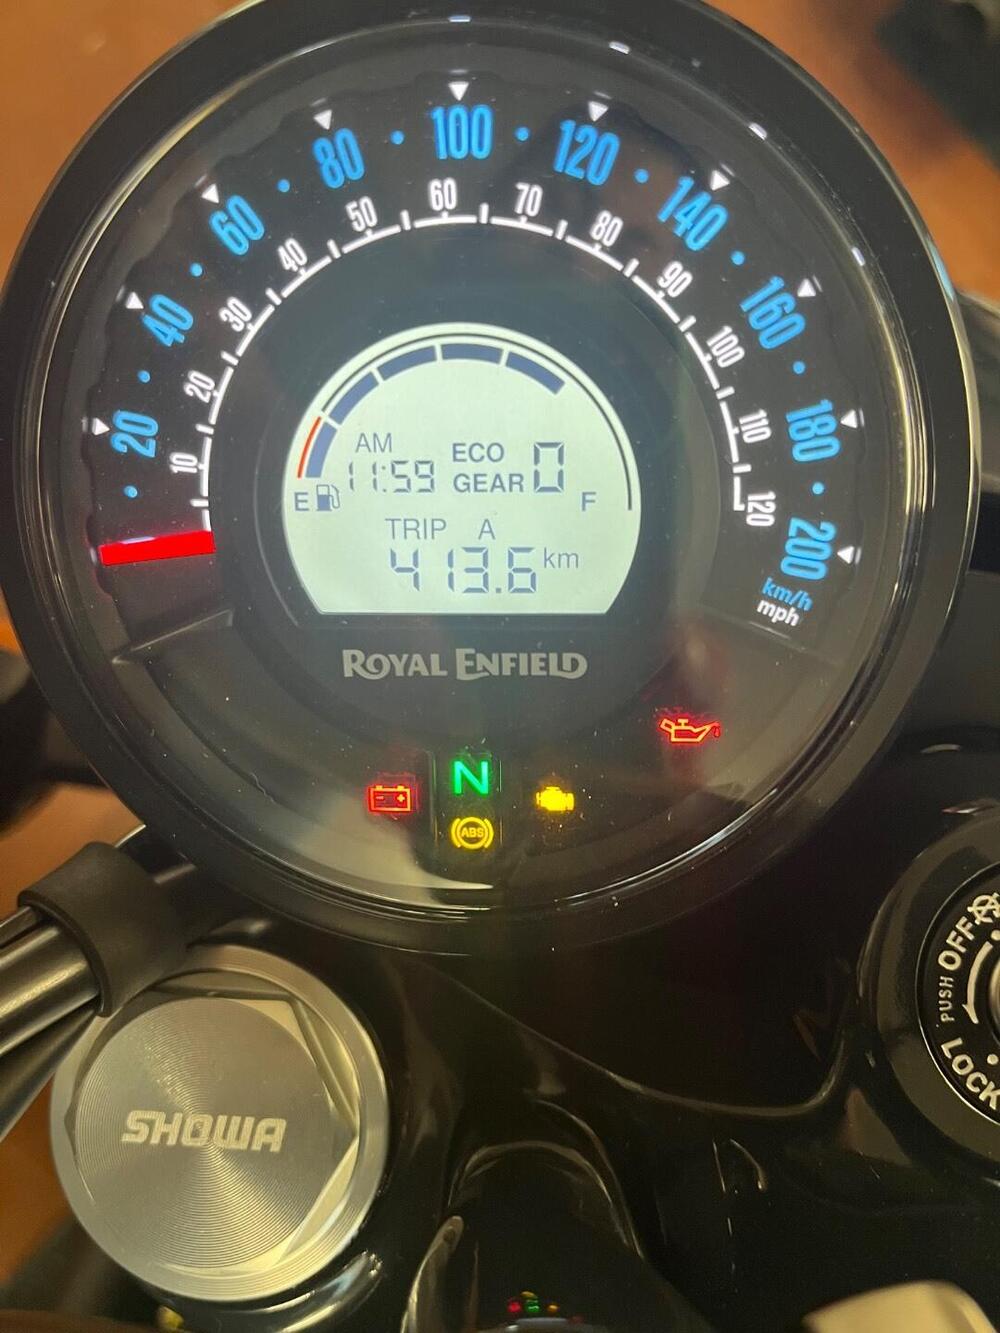 20
40
60
80
100
120
140
160
180
200
km/h
mph
10
20
30
40
50
60
70
80
90
100
110
120
AM
11:59
ECO
GEAR 0
E
F
TRIP A
413.6 km
ROYAL ENFIELD
N
ABS
OFF
PUSH
LOCK
SHOWA